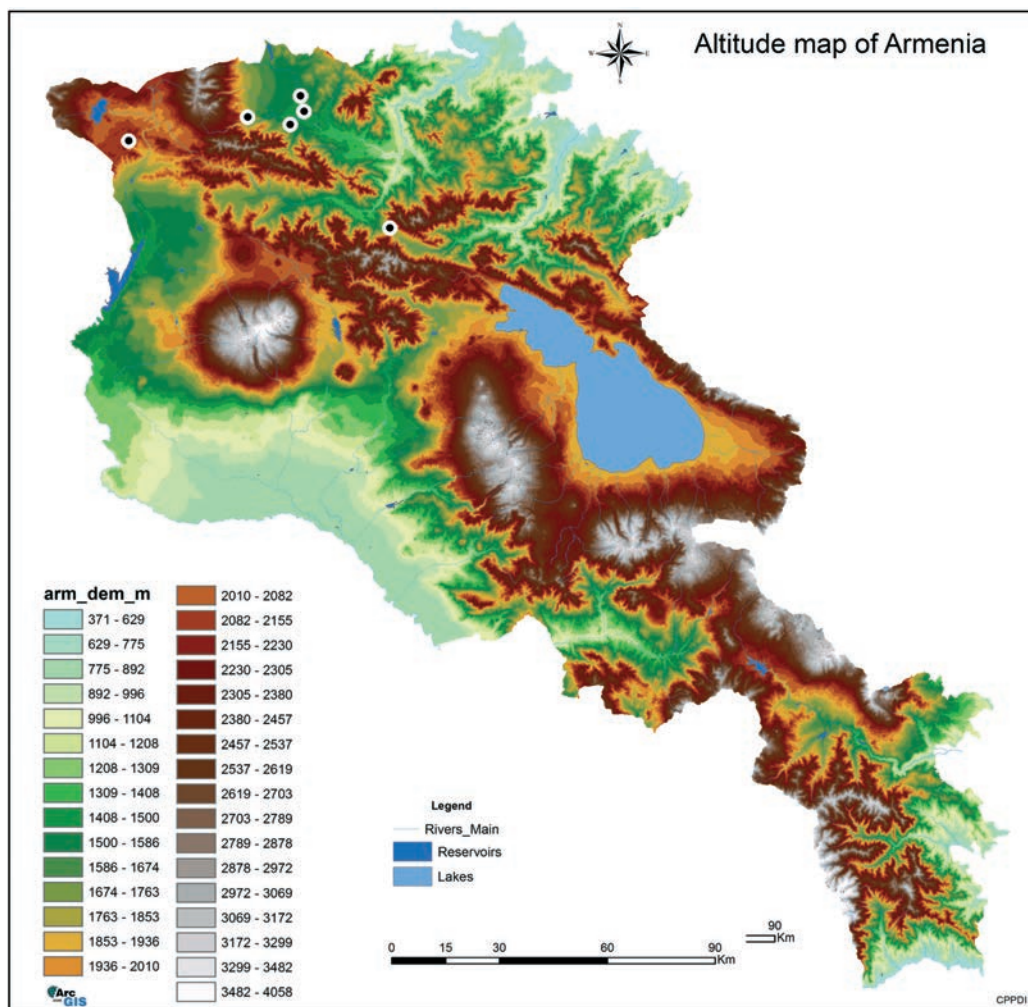 Altitude map of Armenia
N
W E
S
arm_dem_m
371 - 629
629 - 775
775 - 892
892 - 996
996 - 1104
1104 - 1208
1208 - 1309
1309 - 1408
1408 - 1500
1500 - 1586
1586 - 1674
1674 - 1763
1763 - 1853
1853 - 1936
1936 - 2010
2010 - 2082
2082 - 2155
2155 - 2230
2230 - 2305
2305 - 2380
2380 - 2457
2457 - 2537
2537 - 2619
2619 - 2703
2703 - 2789
2789 - 2878
2878 - 2972
2972 - 3069
3069 - 3172
3172 - 3299
3299 - 3482
3482 - 4058
Legend
Rivers_Main
Reservoirs
Lakes
90
Km
0 15 30 60 90
Km
Arc
GIS